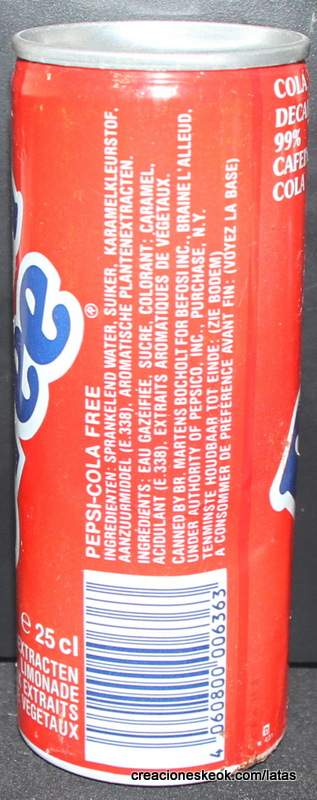 PEPSI-COLA FREE
INGREDIENTEN: SPRANKELEND WATER, SUIKER, KARAMELKLEURSTOF,
AANZUURMIDDEL (E.338), AROMATISCHE PLANTENEXTRACTEN.
INGRÉDIENTS: EAU GAZÉIFIÉE, SUCRE, COLORANT: CARAMEL,
ACIDULANT (E.338), EXTRAITS AROMATIQUES DE VÉGÉTAUX.
CANNED BY BR. MARTENS BOCHOLT FOR BEFOSI INC., BRAINE L'ALLEUD,
UNDER AUTHORITY OF PEPSICO, INC., PURCHASE, N.Y.
TENMINSTE HOUDBAAR TOT EINDE: (ZIE BODEM)
A CONSOMMER DE PRÉFÉRENCE AVANT FIN: (VOYEZ LA BASE)
®
ee
e 25 cl
EXTRACTEN
LIMONADE
EXTRAITS
VÉGÉTAUX
4 060800 006363
COLA
DECA
99%
CAFEI
COLA
creacioneskeok.com/latas